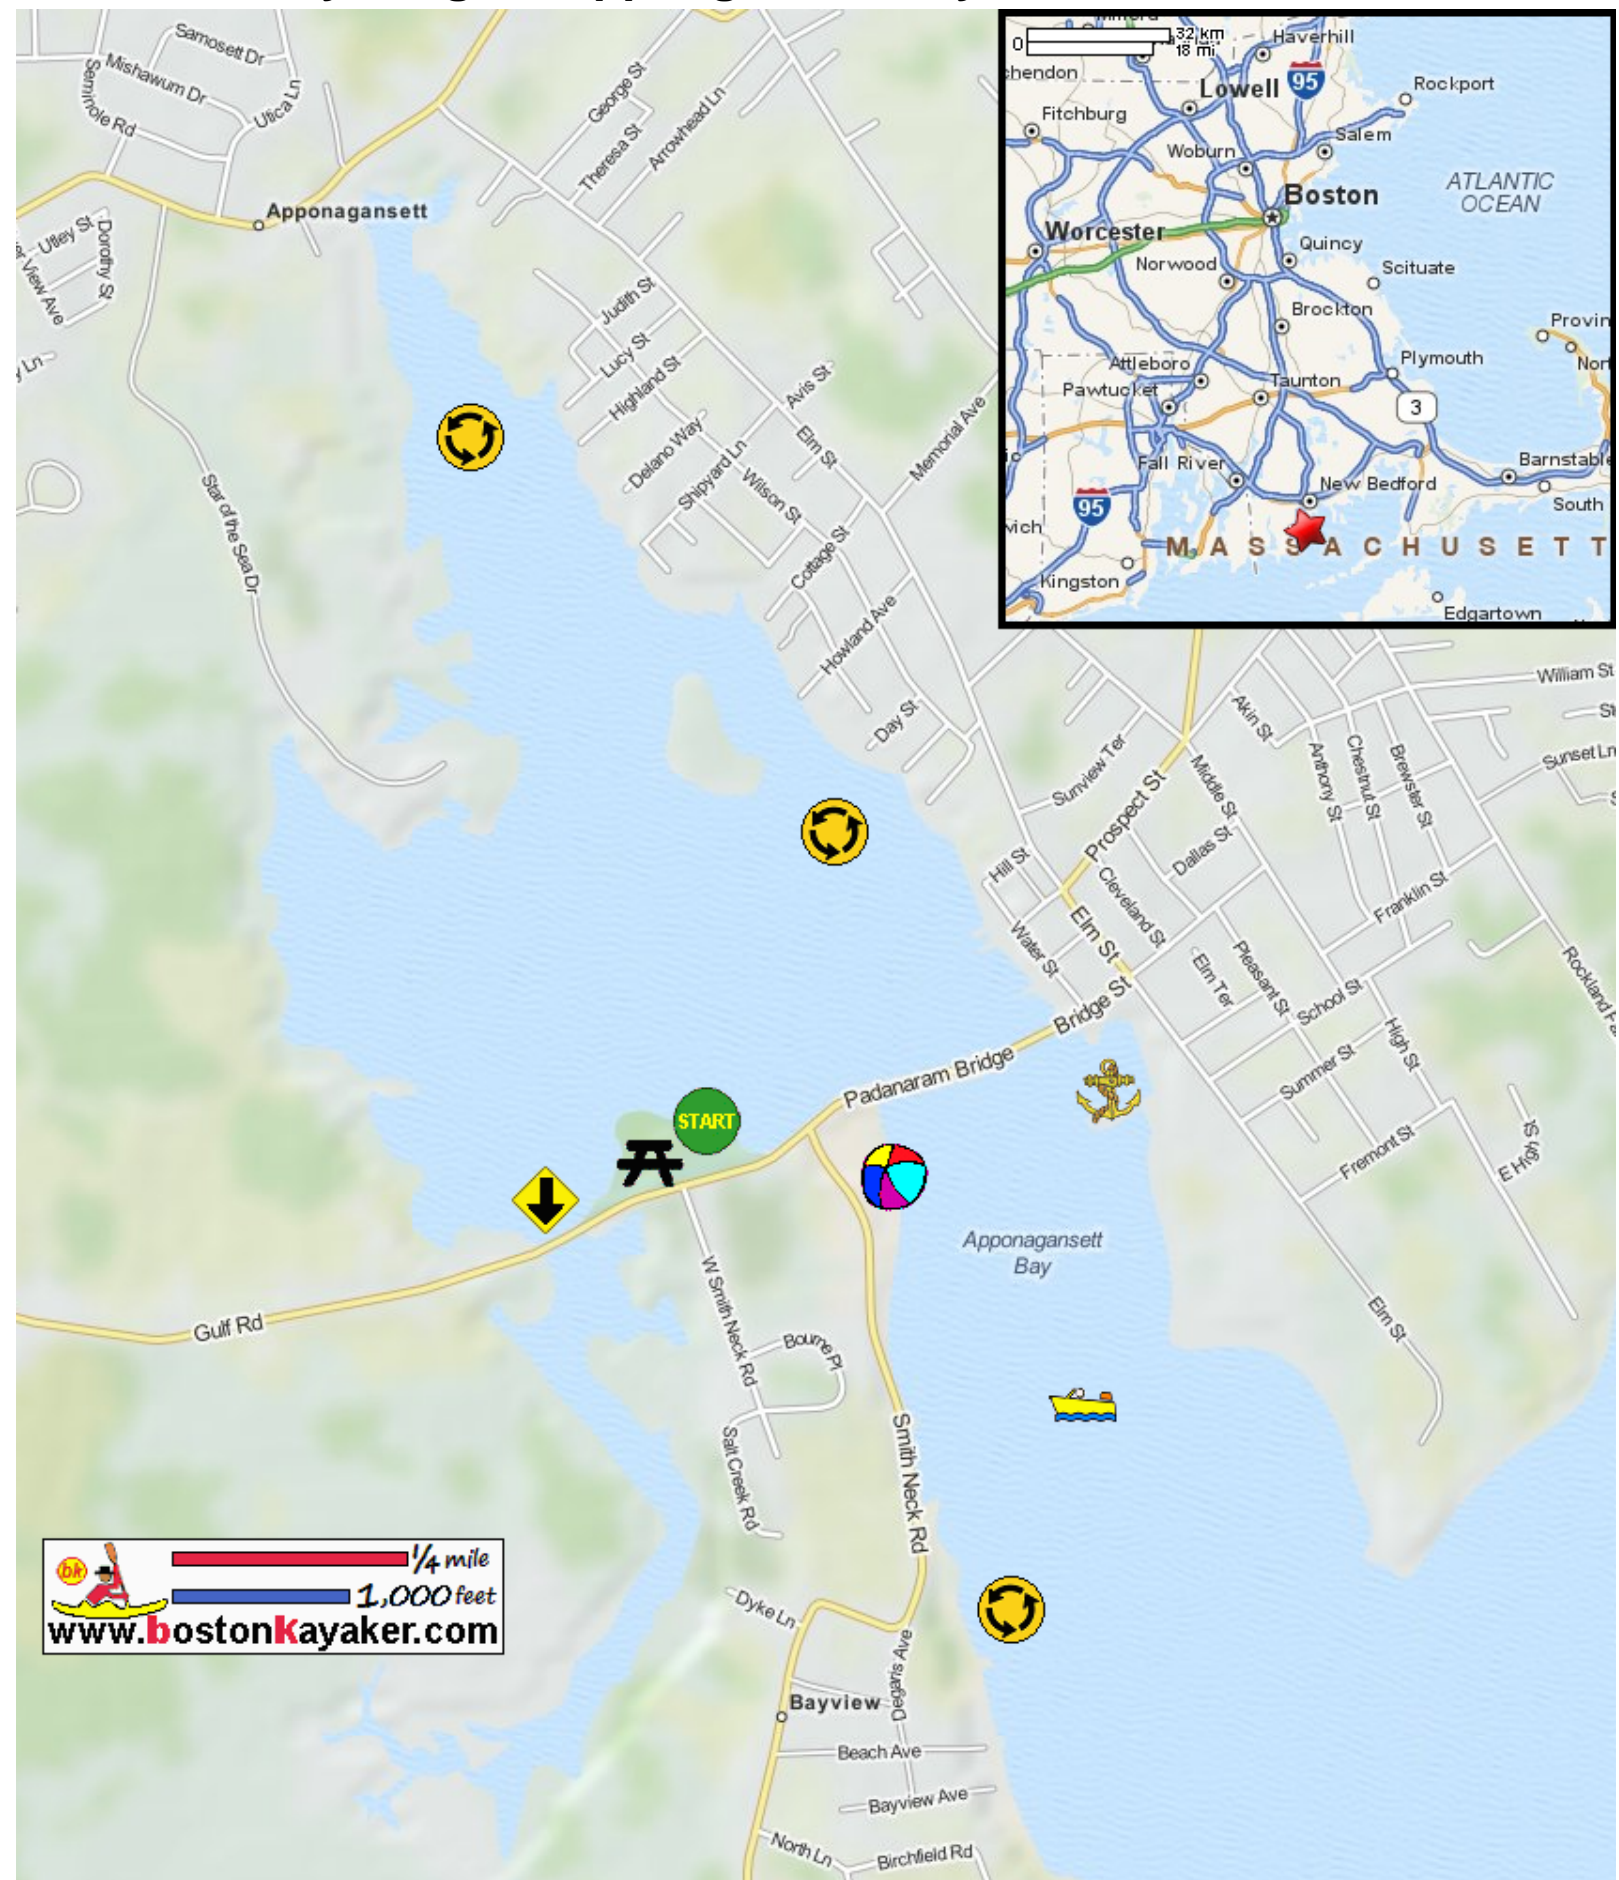 Samosett Dr
Mishawum Dr
Seminole Rd
Utica Ln
George St
Theresa St
Arrowhead Ln
Apponagansett
Utley St
Dorothy St
View Ave
Ln
Star of the Sea Dr
Judith St
Lucy St
Highland St
Delano Way
Shipyard Ln
Avis St
Elm St
Wilson St
Memorial Ave
Cottage St
Howland Ave
Day St
0
32 km
18 mi
Haverhill
95
Rockport
Lowell
Fitchburg
Salem
Woburn
Boston
ATLANTIC
OCEAN
Worcester
Quincy
Norwood
Scituate
Brockton
Plymouth
Attleboro
Taunton
Pawtucket
3
Fall River
New Bedford
Barnstable
South
95
MASSACHUSETT
Kingston
Edgartown
William St
Akin St
Sunview Ter
Middle St
Anthony St
Chestnut St
Brewster St
Sunset Ln
Prospect St
Dallas St
Hill St
Cleveland St
Franklin St
Water St
Elm St
Elm Ter
Pleasant St
School St
Rockland
Bridge St
High St
Summer St
Padanaram Bridge
START
Fremont St
E High St
Apponagansett
Bay
Gulf Rd
W Smith Neck Rd
Bourne Pl
Elm St
Salt Creek Rd
Smith Neck Rd
1/4 mile
1,000 feet
bk
www.bostonkayaker.com
Dyke Ln
Degaris Ave
Bayview
Beach Ave
Bayview Ave
North Ln
Birchfield Rd